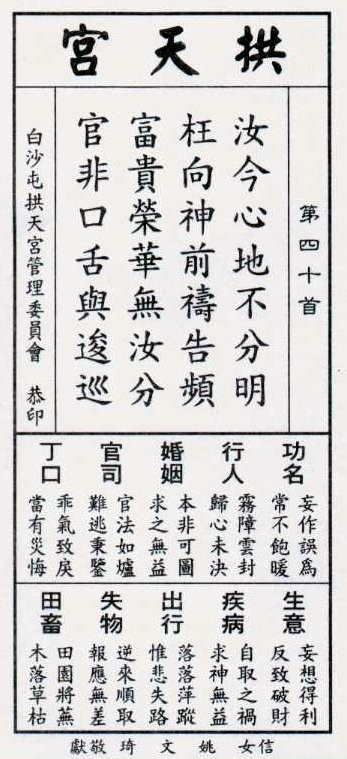 拱天宮
第四十首
汝今心地不分明
枉向神前禱告頻
富貴榮華無汝分
官非口舌與逡巡
白沙屯拱天宮管理委員會 恭印
功名
妄作誤為
常不飽暖
行人
霧障雲封
歸心未決
婚姻
本非可圖
求之無益
官司
官法如爐
難逃秉鑒
丁口
乖氣致戾
當有災悔
生意
妄想得利
反致破財
疾病
自取之禍
求神無益
出行
落落萍蹤
惟悲失路
失物
逆來順取
報應無差
田畜
田園將蕪
木落草枯
信女姚文琦敬獻